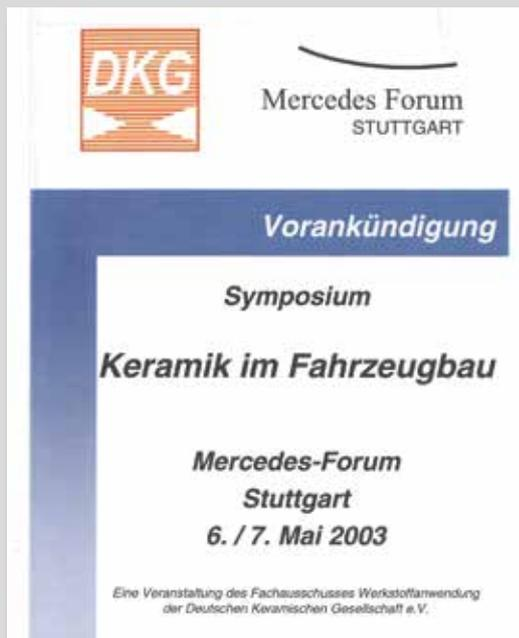 DKG
Mercedes Forum
STUTTGART
Vorankündigung
Symposium
Keramik im Fahrzeugbau
Mercedes-Forum
Stuttgart
6. / 7. Mai 2003
Eine Veranstaltung des Fachausschusses Werkstoffanwendung
der Deutschen Keramischen Gesellschaft e.V.